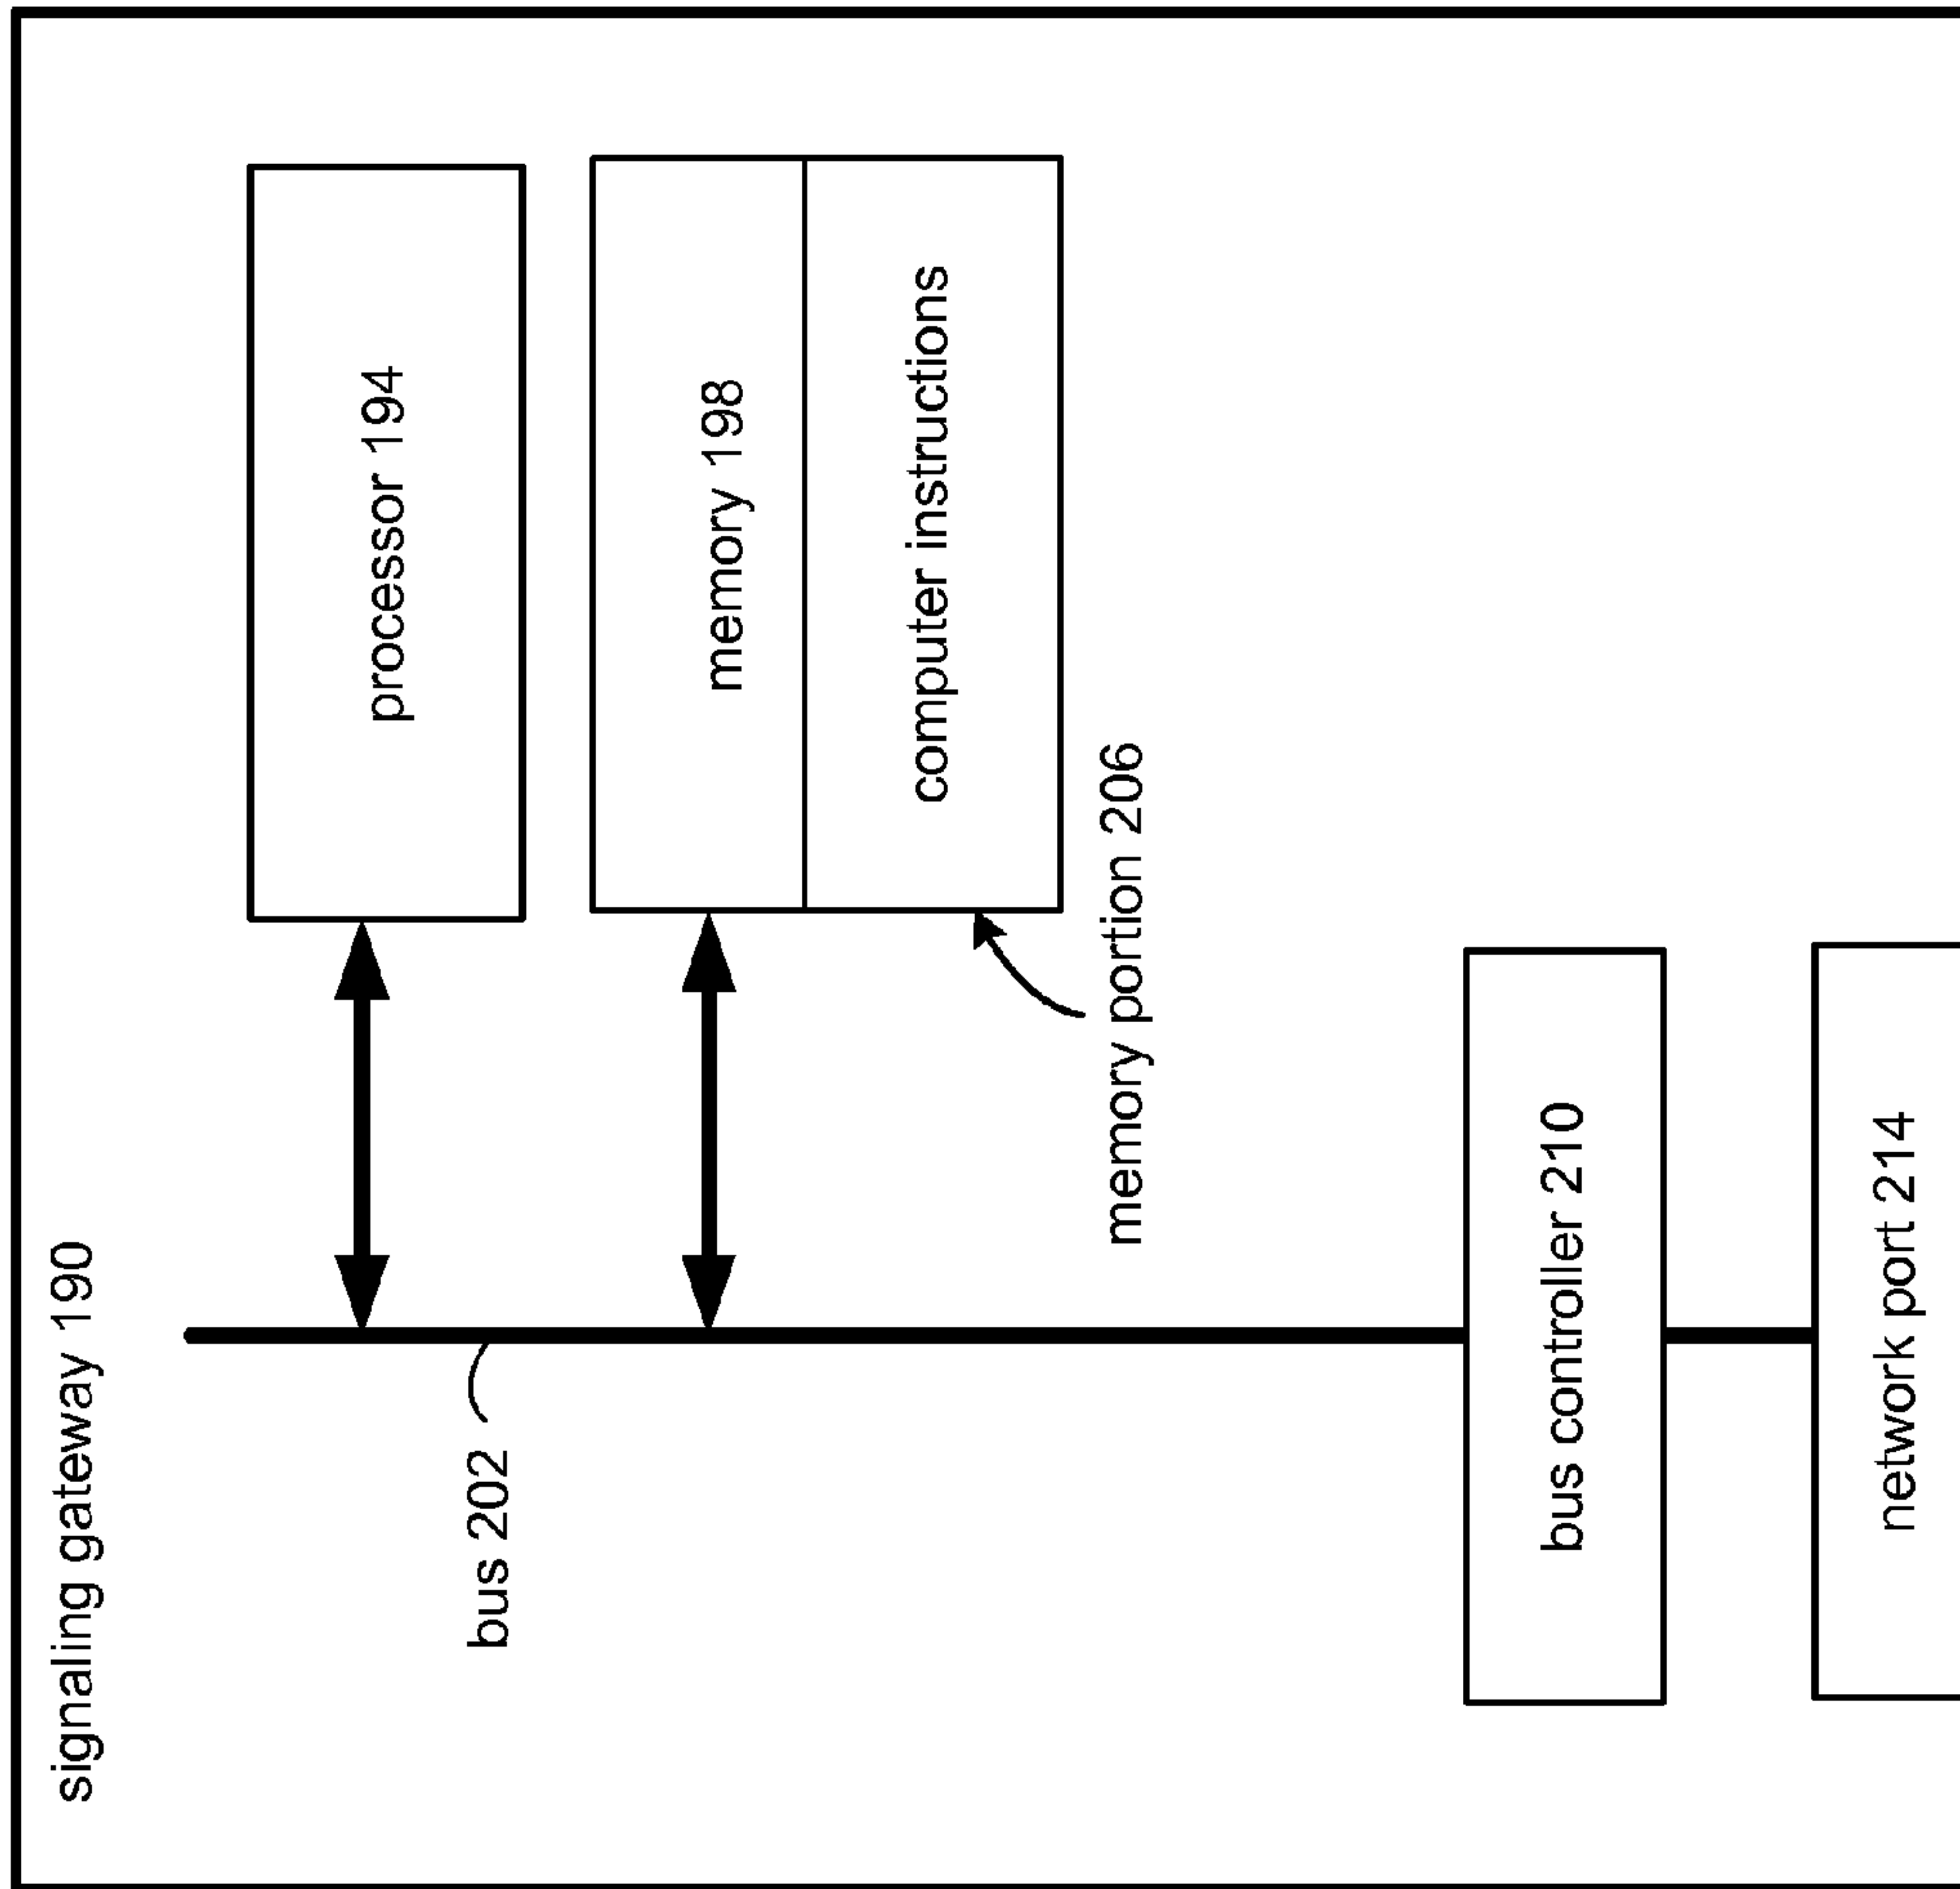 signaling gateway 190
processor 194
bus 202
memory 198
computer instructions
memory portion 206
bus controller 210
network port 214